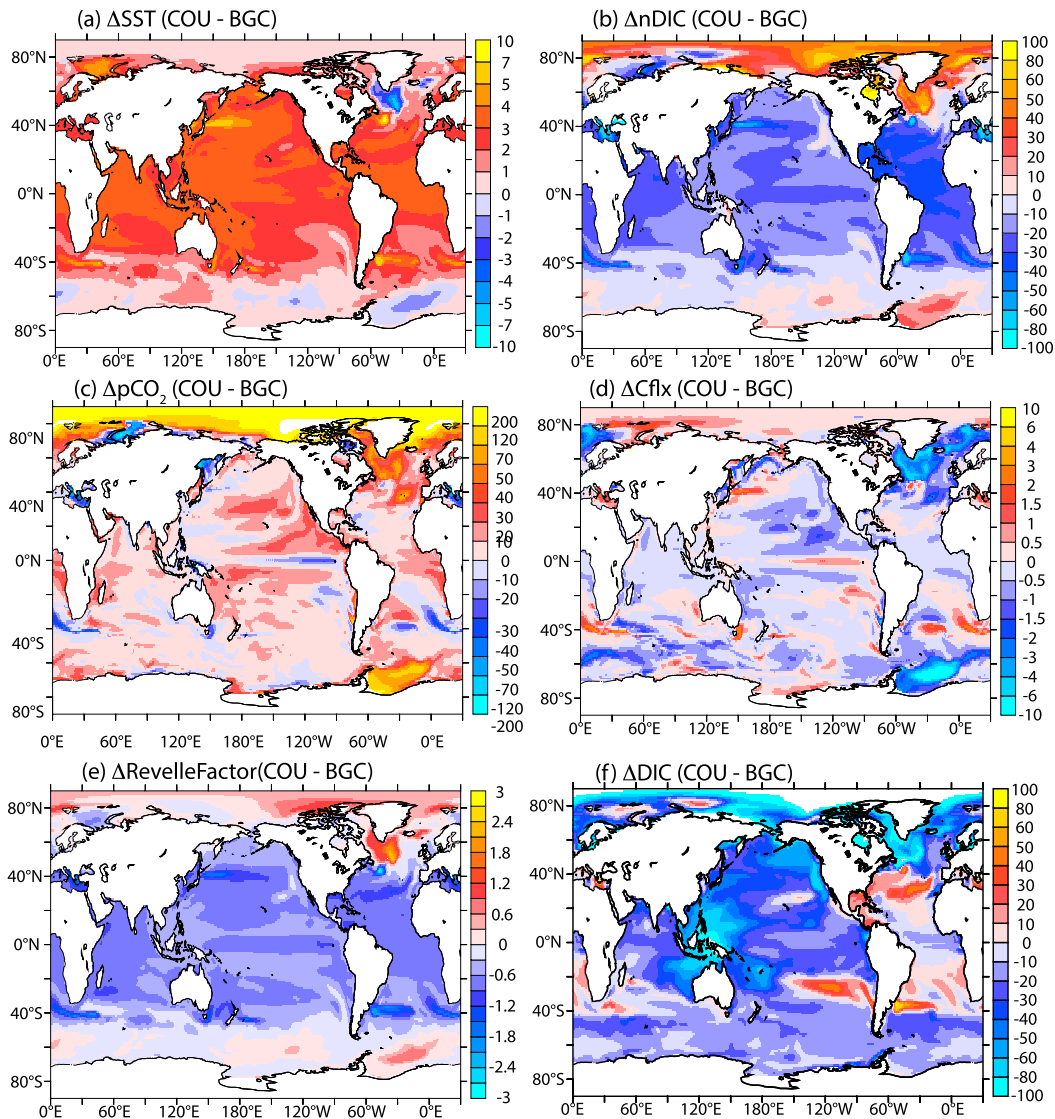 (a) ΔSST (COU - BGC)
80°N
40°N
0°N
40°S
80°S
0°E 60°E 120°E 180°E 120°W 60°W 0°E
10
7
5
4
3
2
1
0
-1
-2
-3
-4
-5
-7
-10
(b) ΔnDIC (COU - BGC)
80°N
40°N
0°N
40°S
80°S
0°E 60°E 120°E 180°E 120°W 60°W 0°E
100
80
60
50
40
30
20
10
0
-10
-20
-30
-40
-50
-60
-80
-100
(c) ΔpCO2 (COU - BGC)
80°N
40°N
0°N
40°S
80°S
0°E 60°E 120°E 180°E 120°W 60°W 0°E
200
120
70
50
40
30
20
10
0
-10
-20
-30
-40
-50
-70
-120
-200
(d) ΔCflx (COU - BGC)
80°N
40°N
0°N
40°S
80°S
0°E 60°E 120°E 180°E 120°W 60°W 0°E
10
6
4
3
2
1.5
1
0.5
0
-0.5
-1
-1.5
-2
-3
-4
-6
-10
(e) ΔRevelleFactor(COU - BGC)
80°N
40°N
0°N
40°S
80°S
0°E 60°E 120°E 180°E 120°W 60°W 0°E
3
2.4
1.8
1.2
0.6
0
-0.6
-1.2
-1.8
-2.4
-3
(f) ΔDIC (COU - BGC)
80°N
40°N
0°N
40°S
80°S
0°E 60°E 120°E 180°E 120°W 60°W 0°E
100
80
60
50
40
30
20
10
0
-10
-20
-30
-40
-50
-60
-80
-100